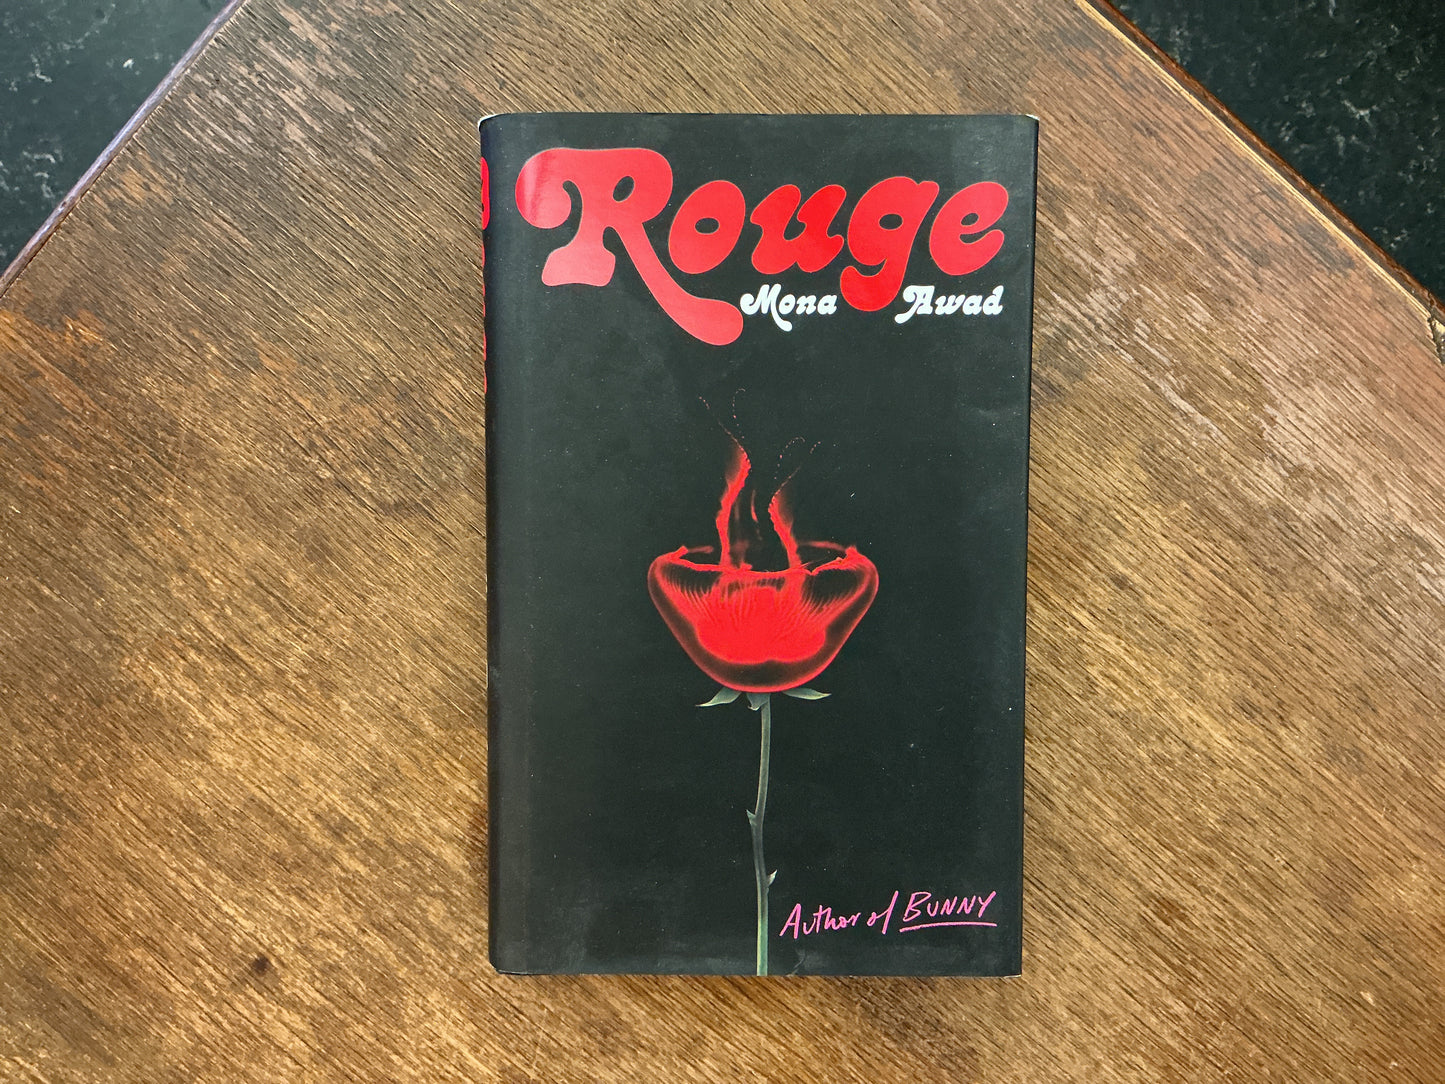 Rouge
Mona Awad
Author of BUNNY